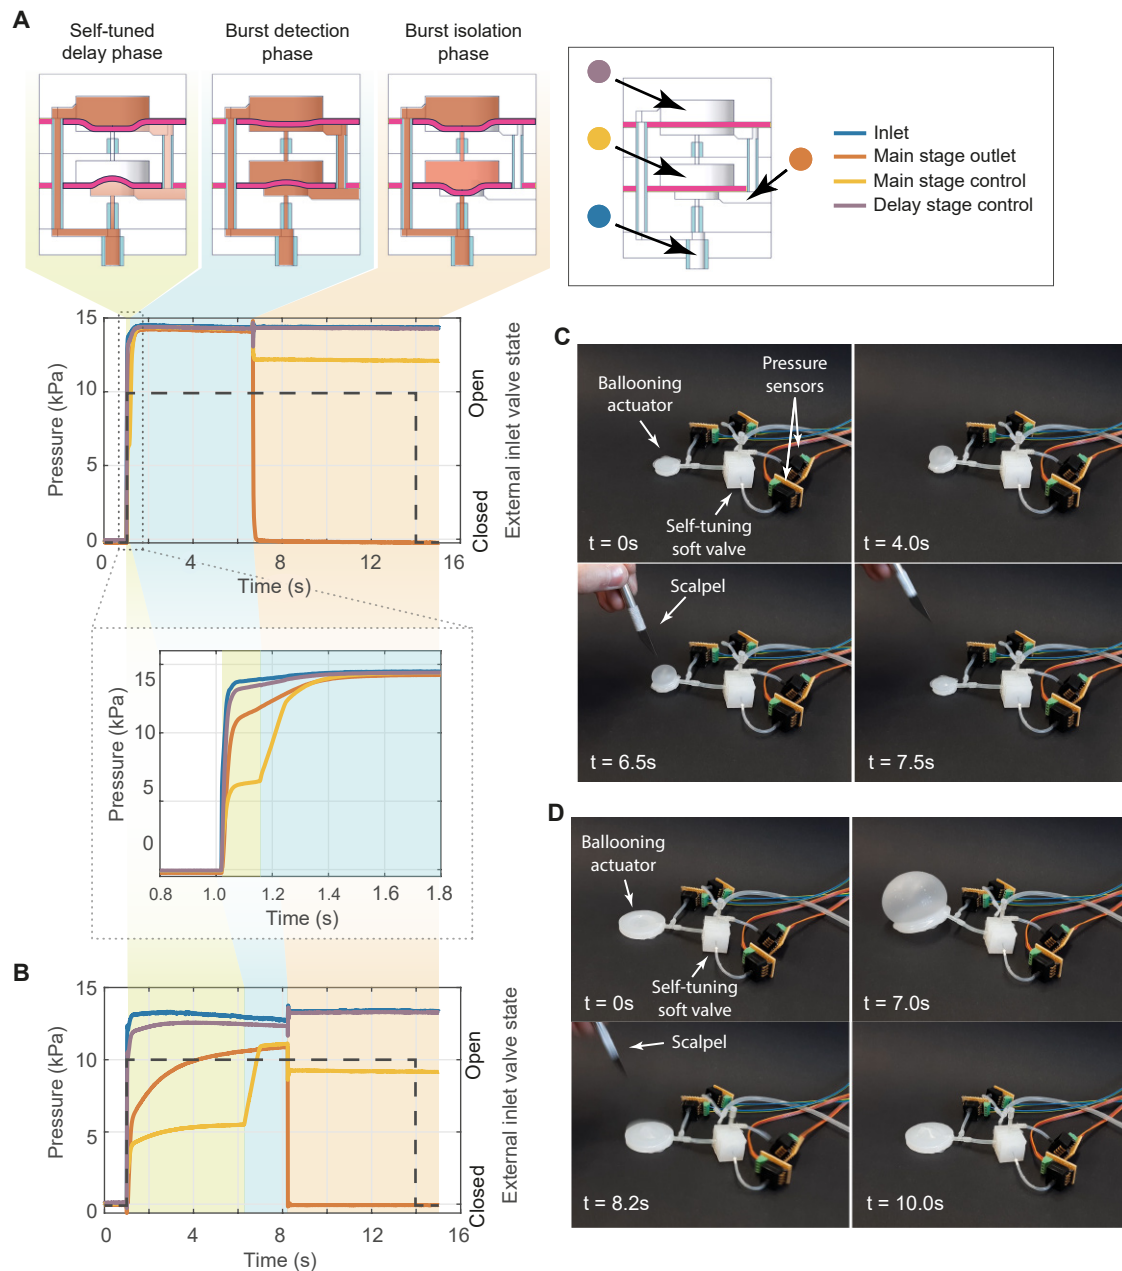 A
Self-tuned
delay phase
Burst detection
phase
Burst isolation
phase
Inlet
Main stage outlet
Main stage control
Delay stage control
15
10
5
0
Pressure (kPa)
Open
Closed
External inlet valve state
0
4
8
12
16
Time (s)
15
10
5
0
Pressure (kPa)
0.8
1.0
1.2
1.4
1.6
1.8
Time (s)
B
15
10
5
0
Pressure (kPa)
Open
Closed
External inlet valve state
0
4
8
12
16
Time (s)
C
Ballooning
actuator
Pressure
sensors
Self-tuning
soft valve
t = 0s
t = 4.0s
Scalpel
t = 6.5s
t = 7.5s
D
Ballooning
actuator
Self-tuning
soft valve
t = 0s
t = 7.0s
Scalpel
t = 8.2s
t = 10.0s